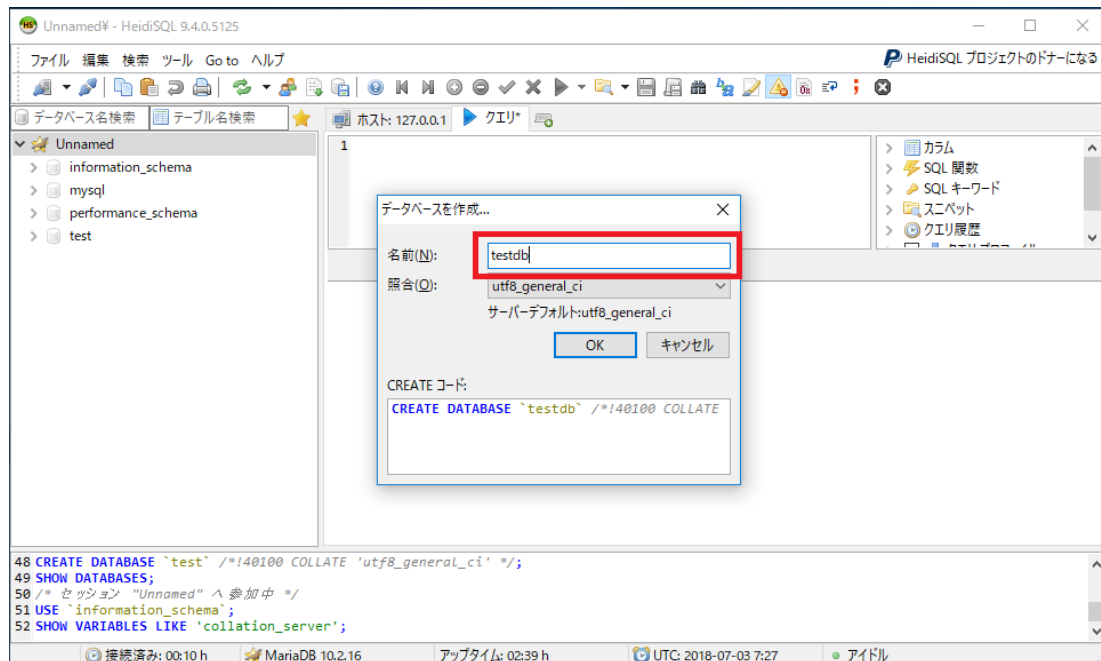 Unnamed¥ - HeidiSQL 9.4.0.5125
ファイル 編集 検索 ツール Go to ヘルプ
HeidiSQL プロジェクトのドナーになる
データベース名検索 テーブル名検索
ホスト: 127.0.0.1 クエリ*
Unnamed
information_schema
mysql
performance_schema
test
1
カラム
SQL 関数
SQL キーワード
スニペット
クエリ履歴
データベースを作成...
名前(N):
testdb
照合(O):
utf8_general_ci
サーバーデフォルト:utf8_general_ci
OK キャンセル
CREATE コード:
CREATE DATABASE `testdb` /*!40100 COLLATE
48 CREATE DATABASE `test` /*!40100 COLLATE 'utf8_general_ci' */;
49 SHOW DATABASES;
50 /* セッション "Unnamed" へ参加中 */
51 USE `information_schema`;
52 SHOW VARIABLES LIKE 'collation_server';
接続済み: 00:10 h MariaDB 10.2.16 アップタイム: 02:39 h UTC: 2018-07-03 7:27 アイドル